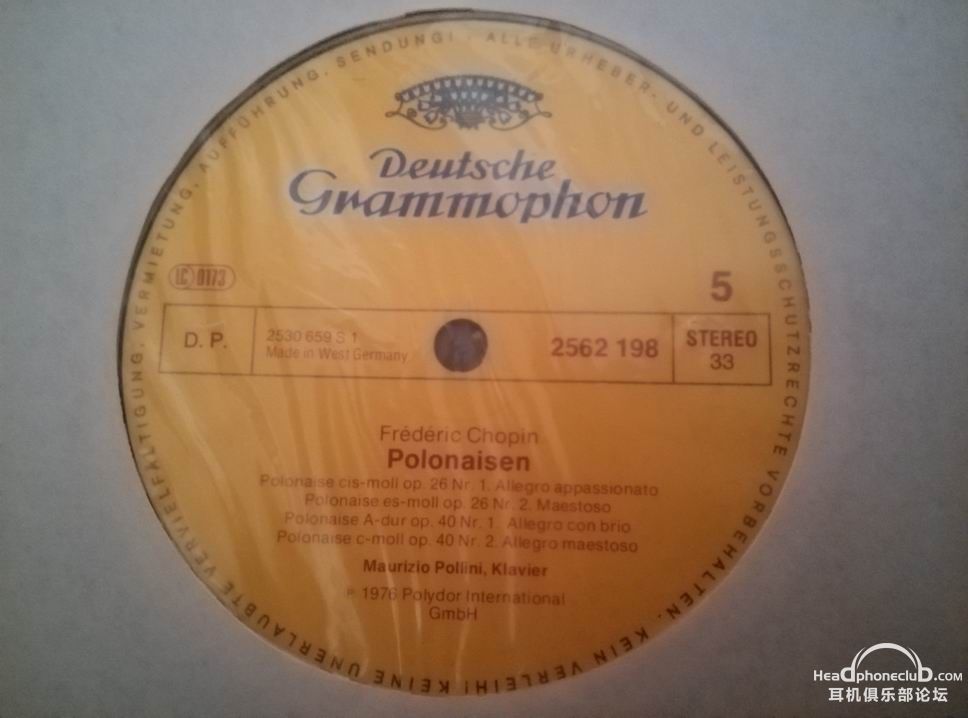 ALLE URHEBER- UND LEISTUNGSSCHUTZRECHTE VORBEHALTEN. KEIN VERLEIH! KEINE UNERLAUBTE VERVIELFÄLTIGUNG, VERMIETUNG, AUFFÜHRUNG, SENDUNG!
Deutsche
Grammophon
LC 0173
5
D. P.
2530 659 S 1
Made in West Germany
2562 198
STEREO
33
Frédéric Chopin
Polonaisen
Polonaise cis-moll op. 26 Nr. 1. Allegro appassionato
Polonaise es-moll op. 26 Nr. 2. Maestoso
Polonaise A-dur op. 40 Nr. 1. Allegro con brio
Polonaise c-moll op. 40 Nr. 2. Allegro maestoso
Maurizio Pollini, Klavier
℗ 1976 Polydor International
GmbH
Headphoneclub.com
耳机俱乐部论坛